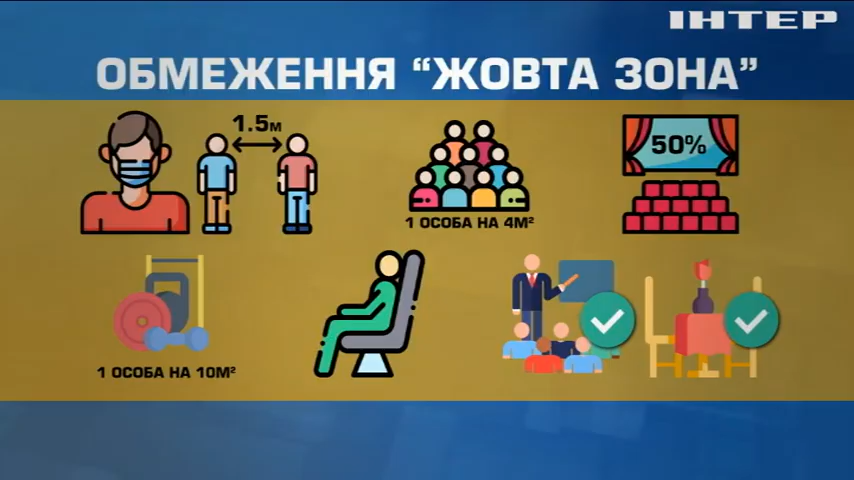 ІНТЕР
ОБМЕЖЕННЯ “ЖОВТА ЗОНА”
1.5м
50%
1 ОСОБА НА 4М²
1 ОСОБА НА 10М²